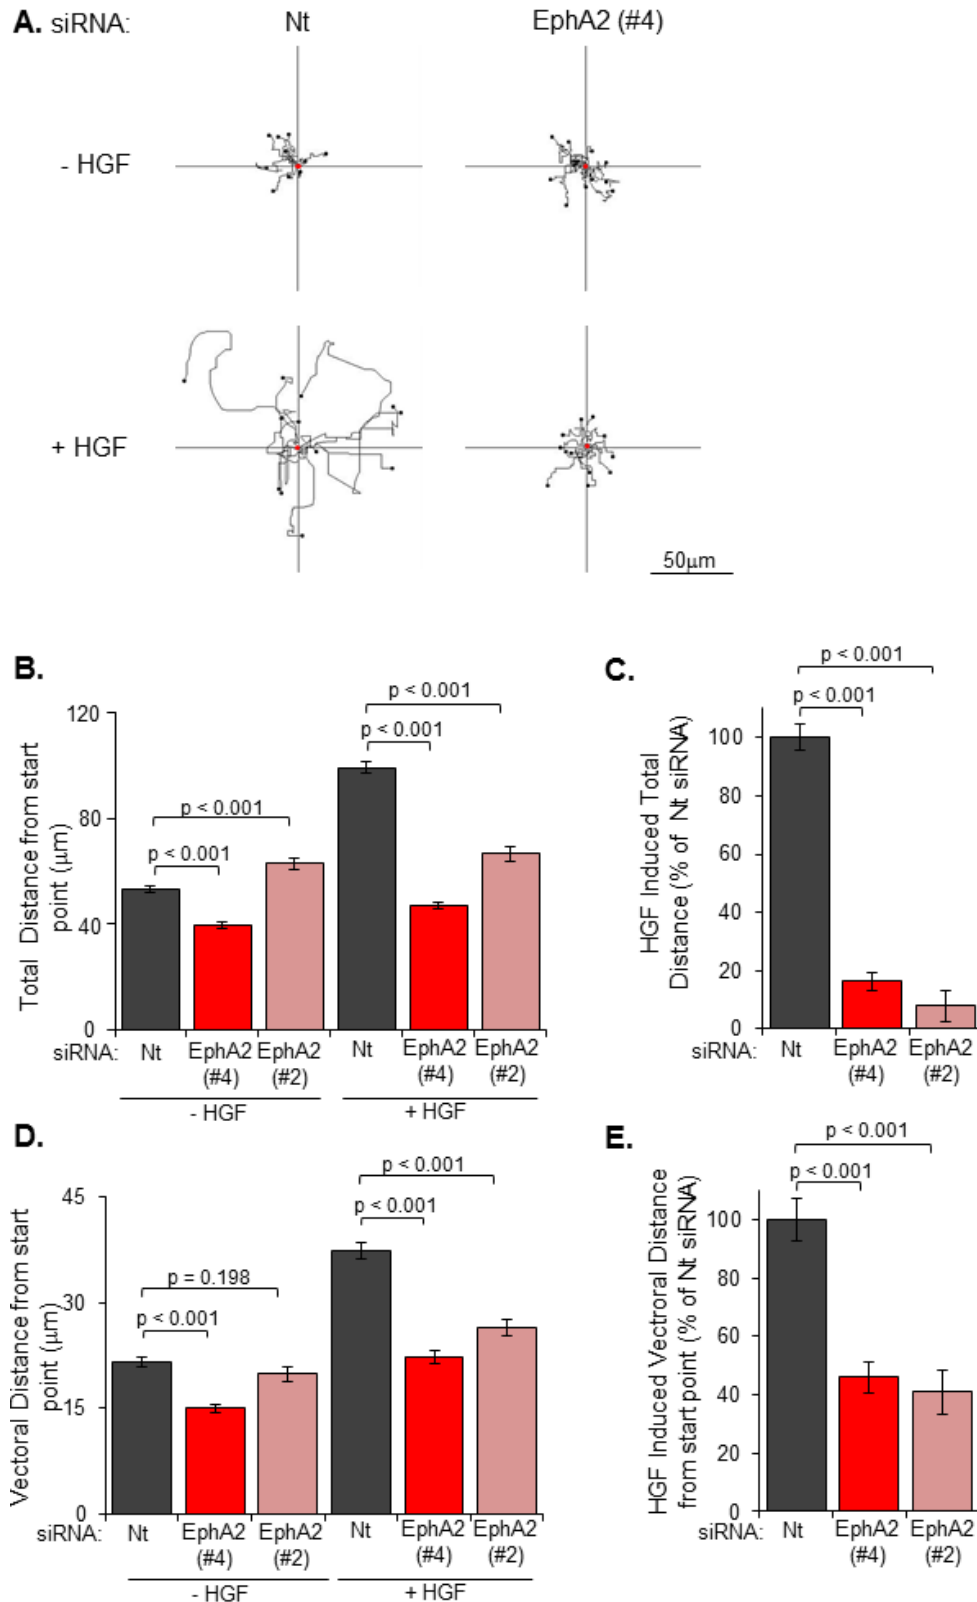 A. siRNA: Nt EphA2 (#4)
- HGF
+ HGF
50μm
B.
Total Distance from start
point (μm)
120
80
40
0
p < 0.001
p < 0.001
p < 0.001
p < 0.001
siRNA: Nt EphA2 EphA2 Nt EphA2 EphA2
(#4) (#2) (#4) (#2)
- HGF + HGF
C.
HGF Induced Total
Distance (% of Nt siRNA)
100
80
60
40
20
0
p < 0.001
p < 0.001
siRNA: Nt EphA2 EphA2
(#4) (#2)
D.
Vectoral Distance from start
point (μm)
45
30
15
0
p = 0.198
p < 0.001
p < 0.001
p < 0.001
siRNA: Nt EphA2 EphA2 Nt EphA2 EphA2
(#4) (#2) (#4) (#2)
- HGF + HGF
E.
HGF Induced Vectroral Distance
from start point (% of Nt siRNA)
100
80
60
40
20
0
p < 0.001
p < 0.001
siRNA: Nt EphA2 EphA2
(#4) (#2)